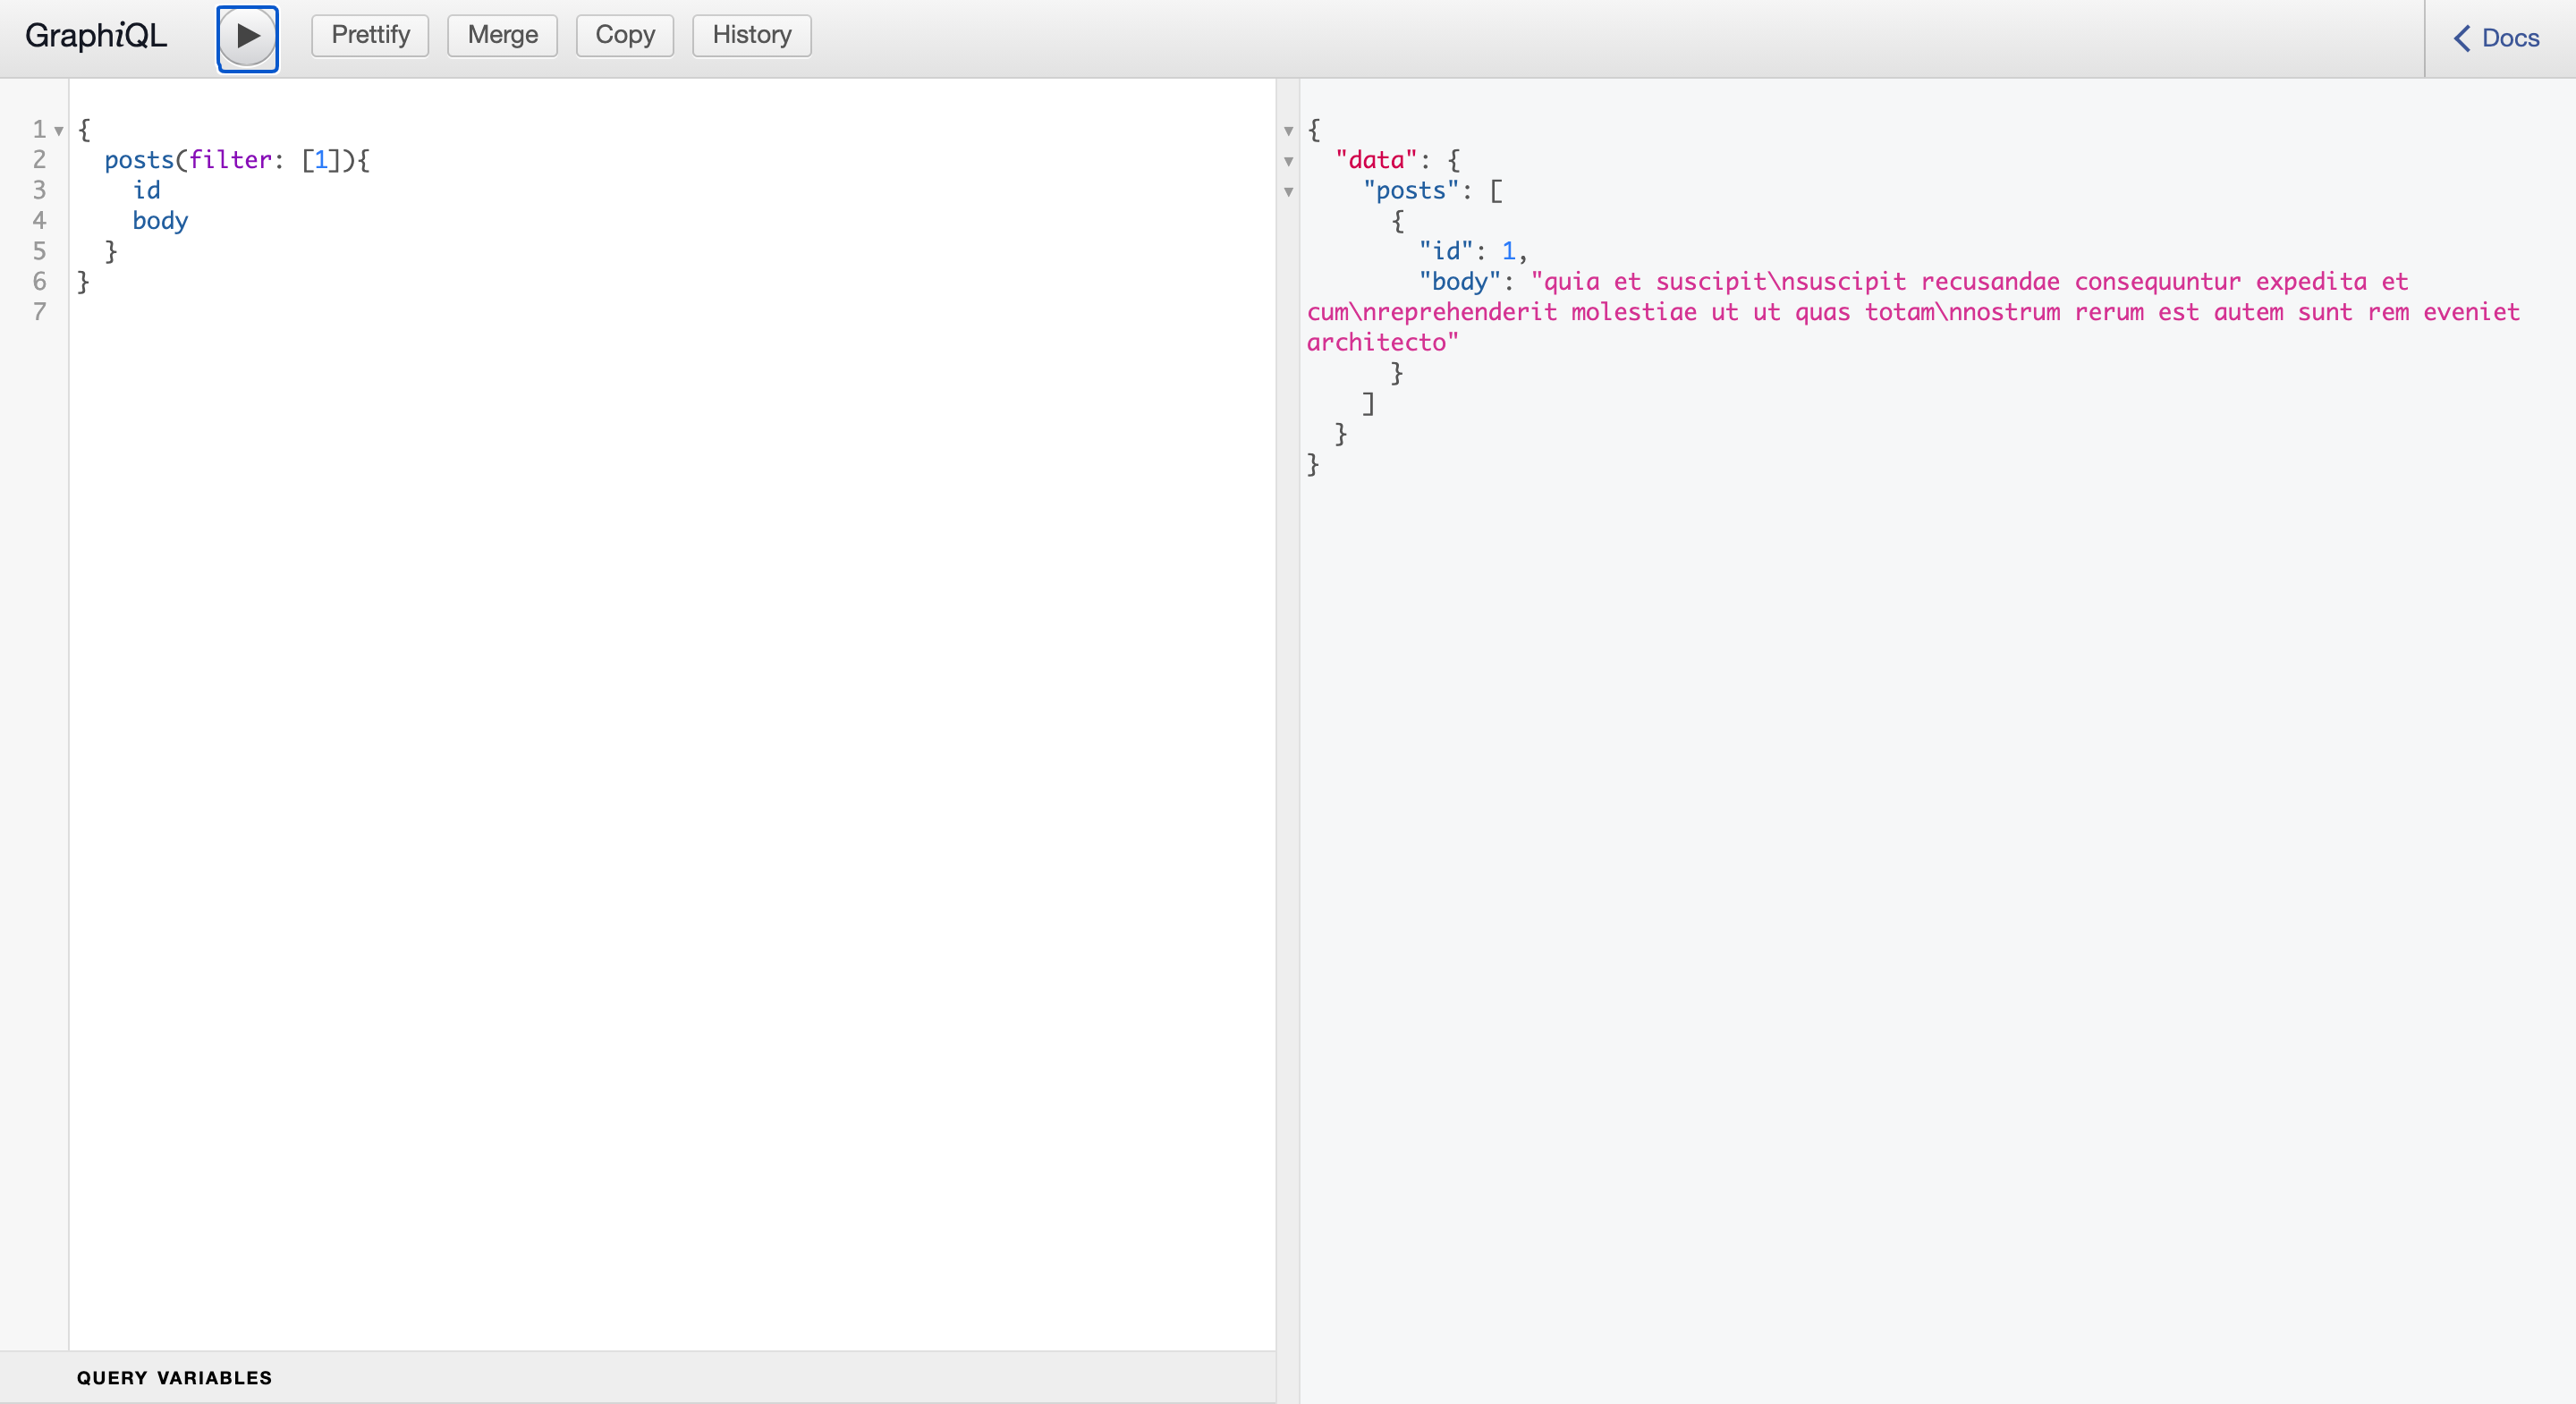 GraphiQL Prettify Merge Copy History Docs
1 {
2 posts(filter: [1]){
3 id
4 body
5 }
6 }
7
QUERY VARIABLES
{
"data": {
"posts": [
{
"id": 1,
"body": "quia et suscipit\nsuscipit recusandae consequuntur expedita et
cum\nreprehenderit molestiae ut ut quas totam\nnostrum rerum est autem sunt rem eveniet
architecto"
}
]
}
}